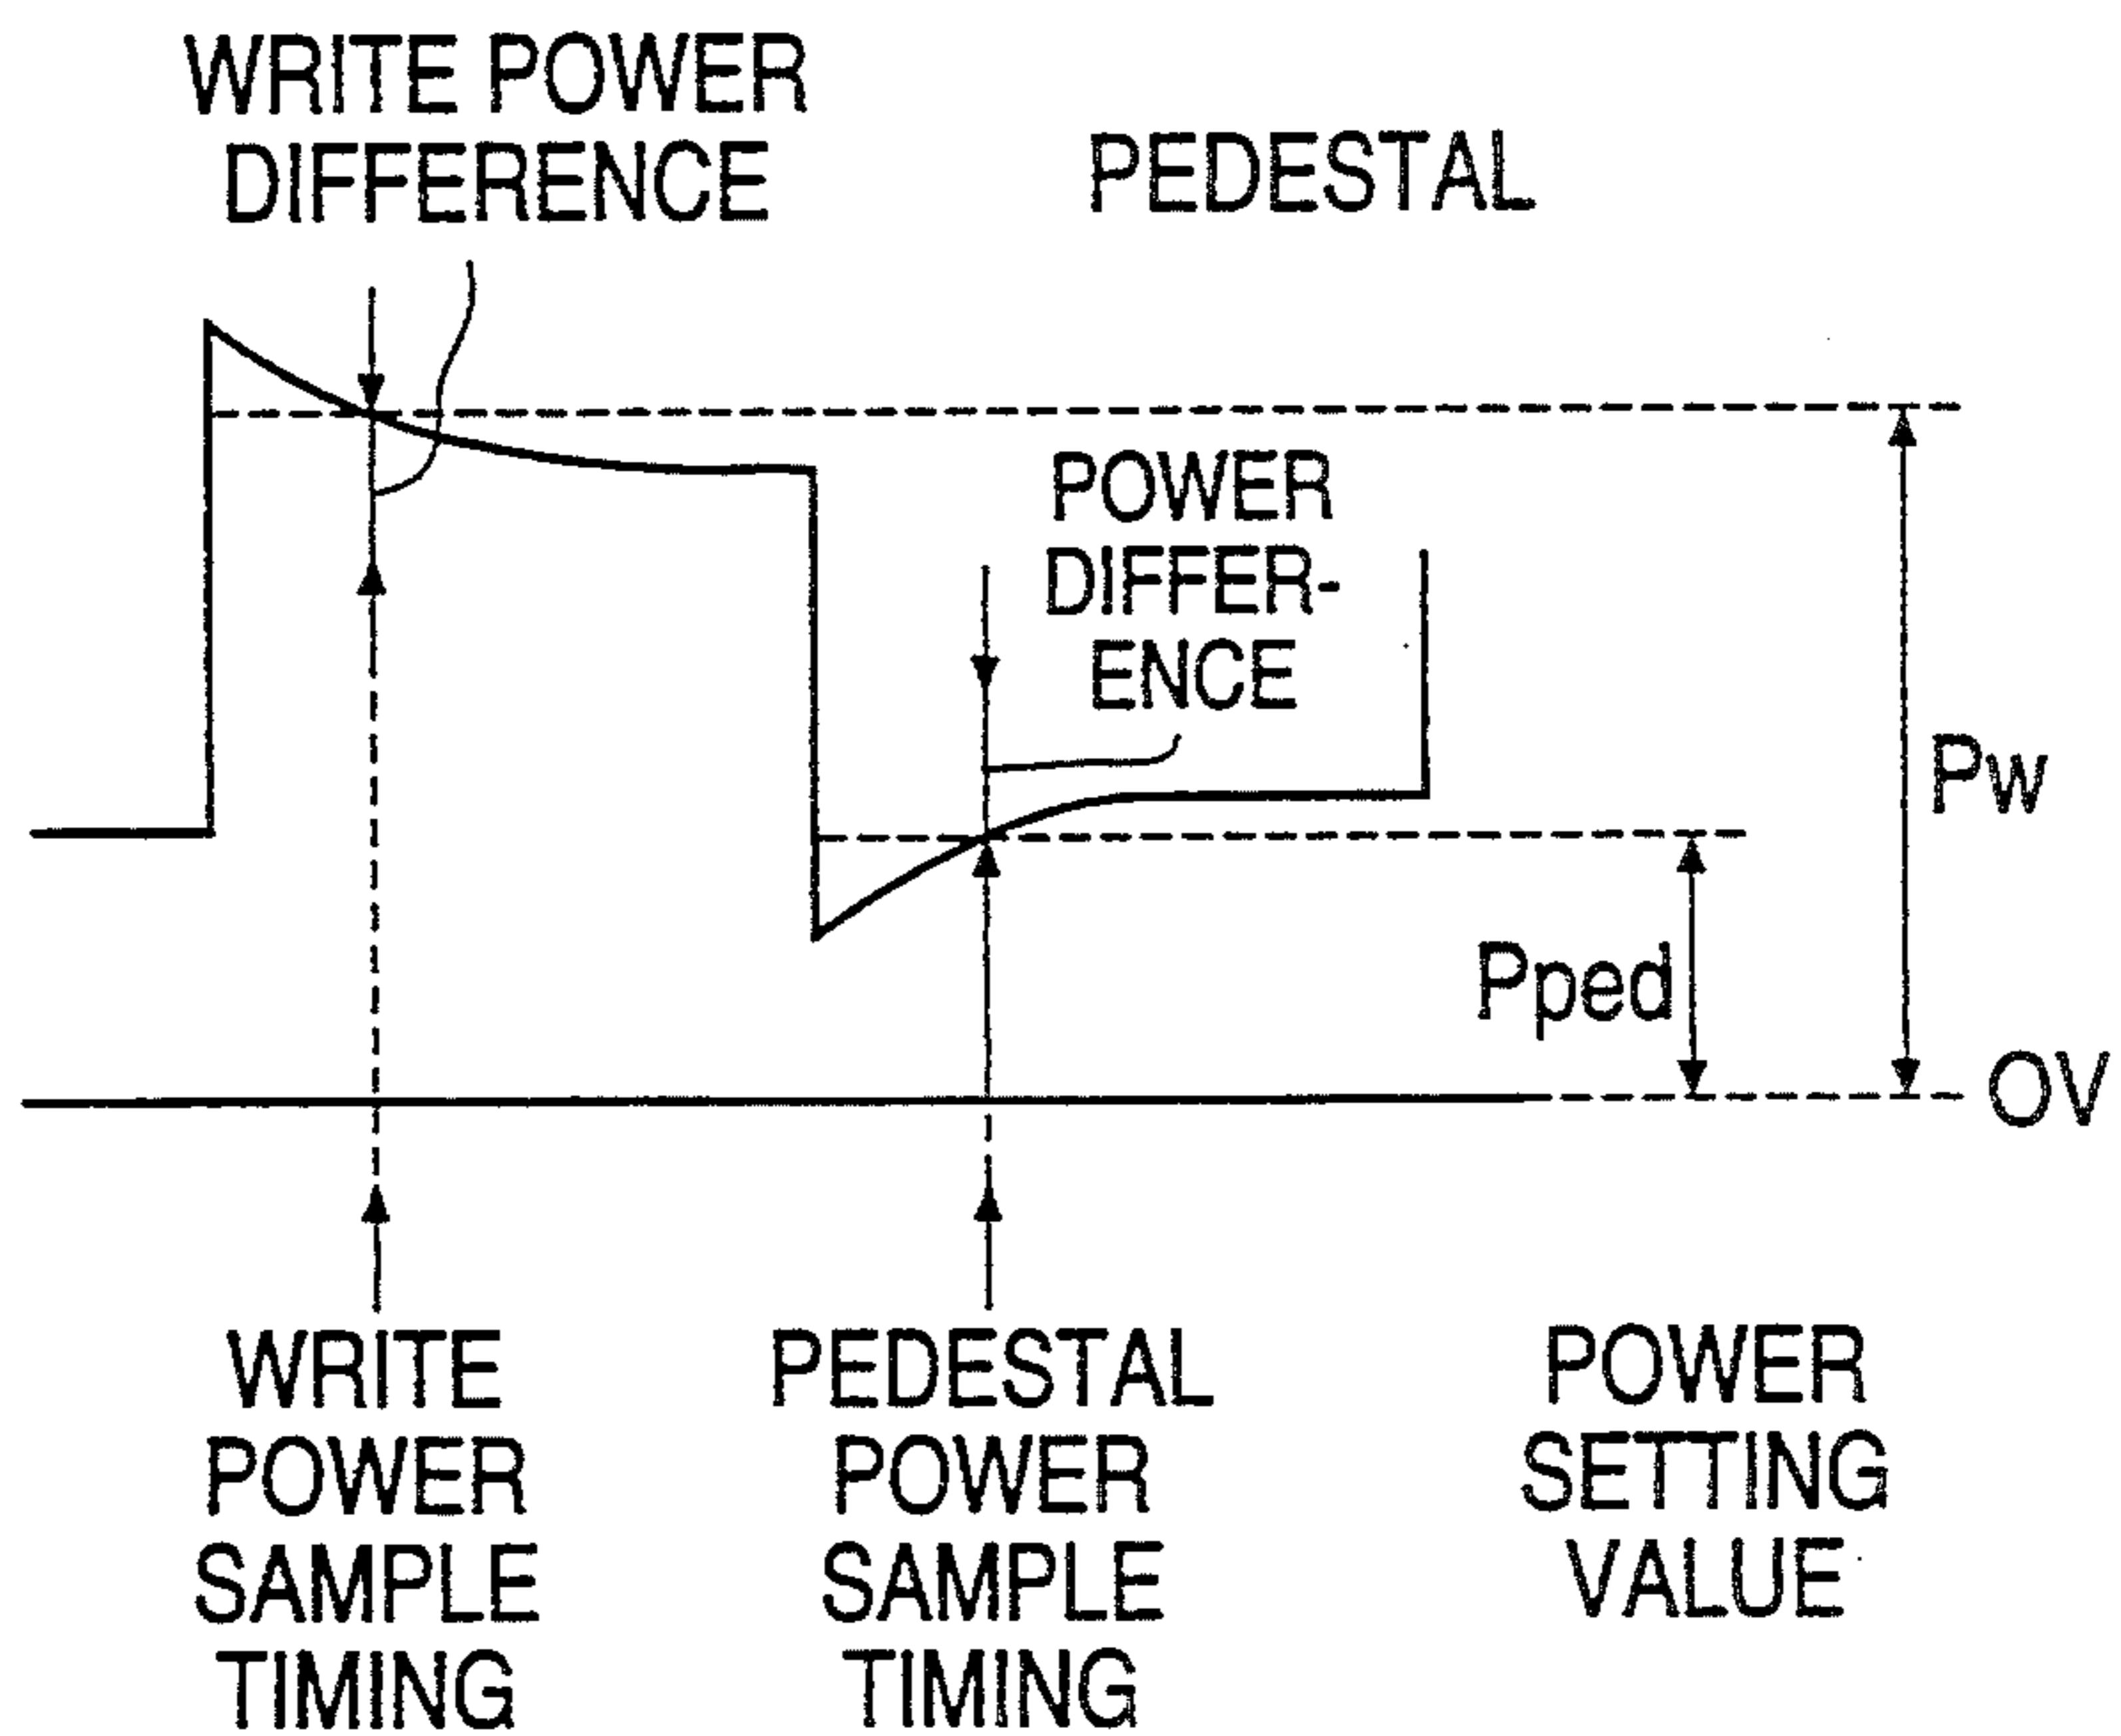 WRITE POWER
DIFFERENCE
PEDESTAL
POWER
DIFFER-
ENCE
Pw
Pped
OV
WRITE
POWER
SAMPLE
TIMING
PEDESTAL
POWER
SAMPLE
TIMING
POWER
SETTING
VALUE